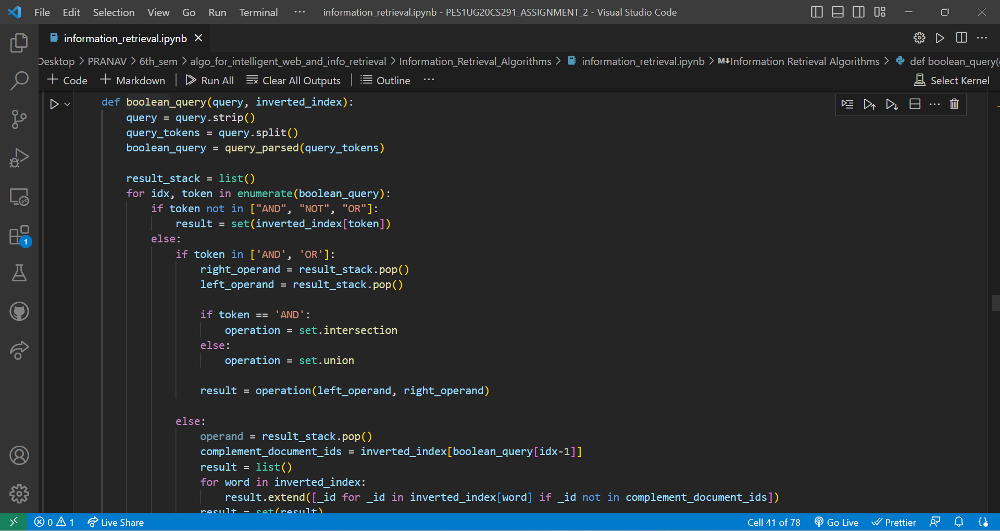 File Edit Selection View Go Run Terminal ··· information_retrieval.ipynb - PES1UG20CS291_ASSIGNMENT_2 - Visual Studio Code
information_retrieval.ipynb
Desktop > PRANAV > 6th_sem > algo_for_intelligent_web_and_info_retrieval > Information_Retrieval_Algorithms > information_retrieval.ipynb > M↓Information Retrieval Algorithms > def boolean_query(
+ Code + Markdown | Run All Clear All Outputs | Outline ··· Select Kernel
def boolean_query(query, inverted_index):
query = query.strip()
query_tokens = query.split()
boolean_query = query_parsed(query_tokens)
result_stack = list()
for idx, token in enumerate(boolean_query):
if token not in ["AND", "NOT", "OR"]:
result = set(inverted_index[token])
else:
if token in ['AND', 'OR']:
right_operand = result_stack.pop()
left_operand = result_stack.pop()
if token == 'AND':
operation = set.intersection
else:
operation = set.union
result = operation(left_operand, right_operand)
else:
operand = result_stack.pop()
complement_document_ids = inverted_index[boolean_query[idx-1]]
result = list()
for word in inverted_index:
result.extend([_id for _id in inverted_index[word] if _id not in complement_document_ids])
result = set(result)
1
0 1 Live Share Cell 41 of 78 Go Live Prettier